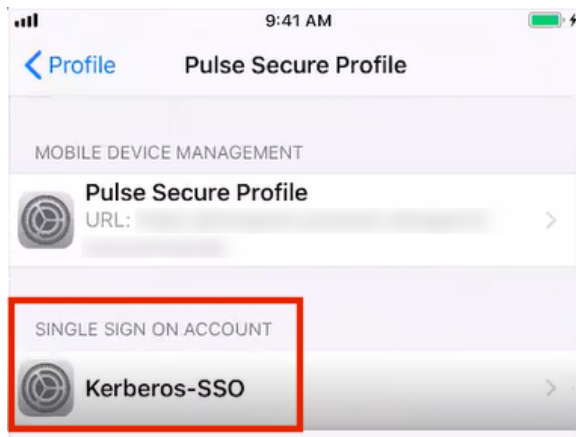 9:41 AM
Profile
Pulse Secure Profile
MOBILE DEVICE MANAGEMENT
Pulse Secure Profile
URL:
SINGLE SIGN ON ACCOUNT
Kerberos-SSO